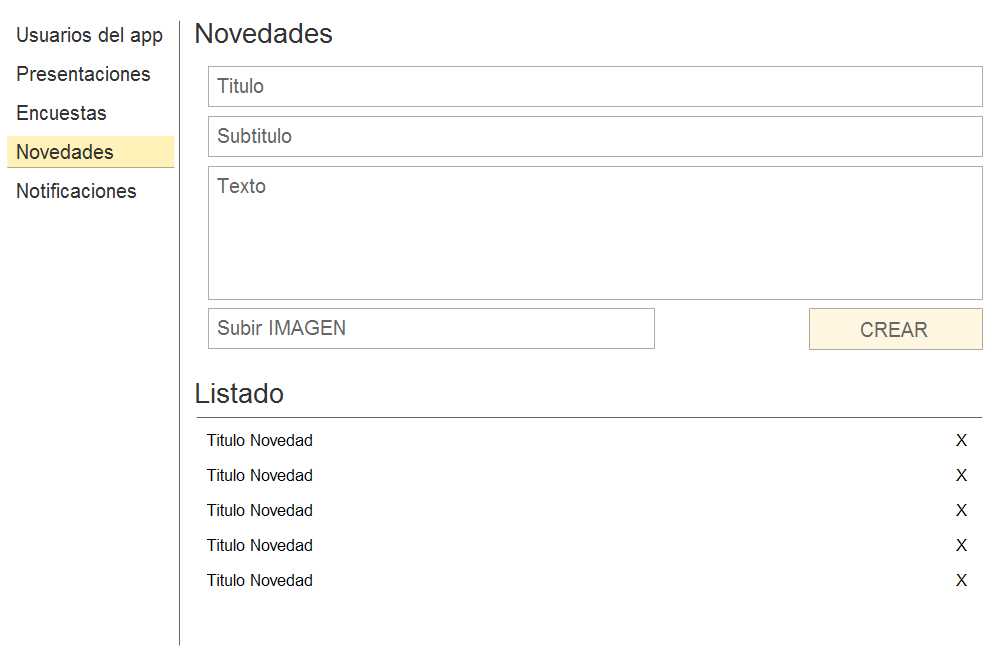 Usuarios del app
Presentaciones
Encuestas
Novedades
Notificaciones
Novedades
Titulo
Subtitulo
Texto
Subir IMAGEN
CREAR
Listado
Titulo Novedad X
Titulo Novedad X
Titulo Novedad X
Titulo Novedad X
Titulo Novedad X